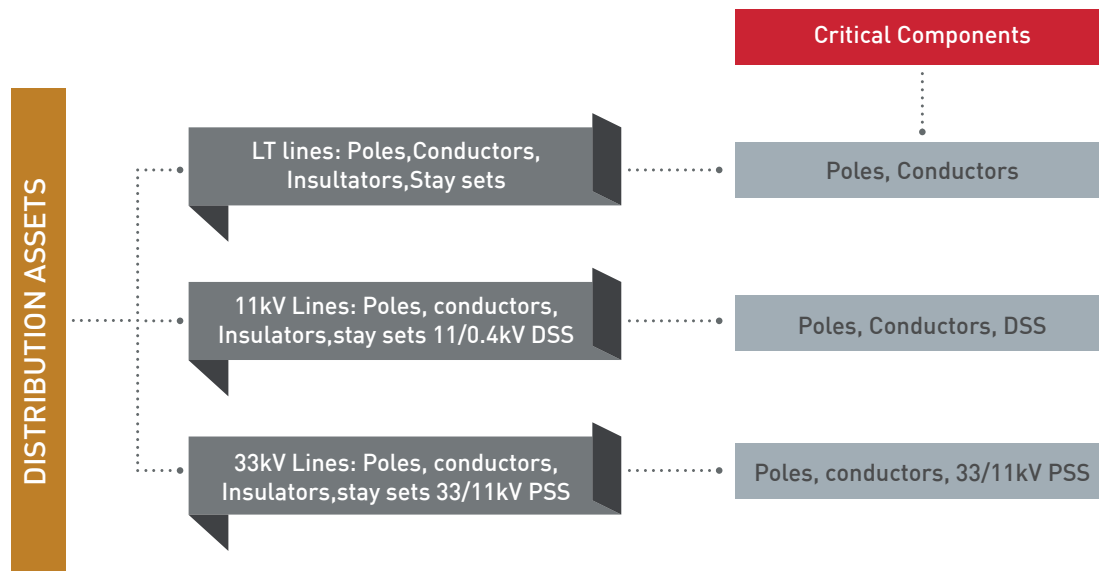 Critical Components
DISTRIBUTION ASSETS
LT lines: Poles,Conductors,
Insultators,Stay sets
Poles, Conductors
11kV Lines: Poles, conductors,
Insulators,stay sets 11/0.4kV DSS
Poles, Conductors, DSS
33kV Lines: Poles, conductors,
Insulators,stay sets 33/11kV PSS
Poles, conductors, 33/11kV PSS